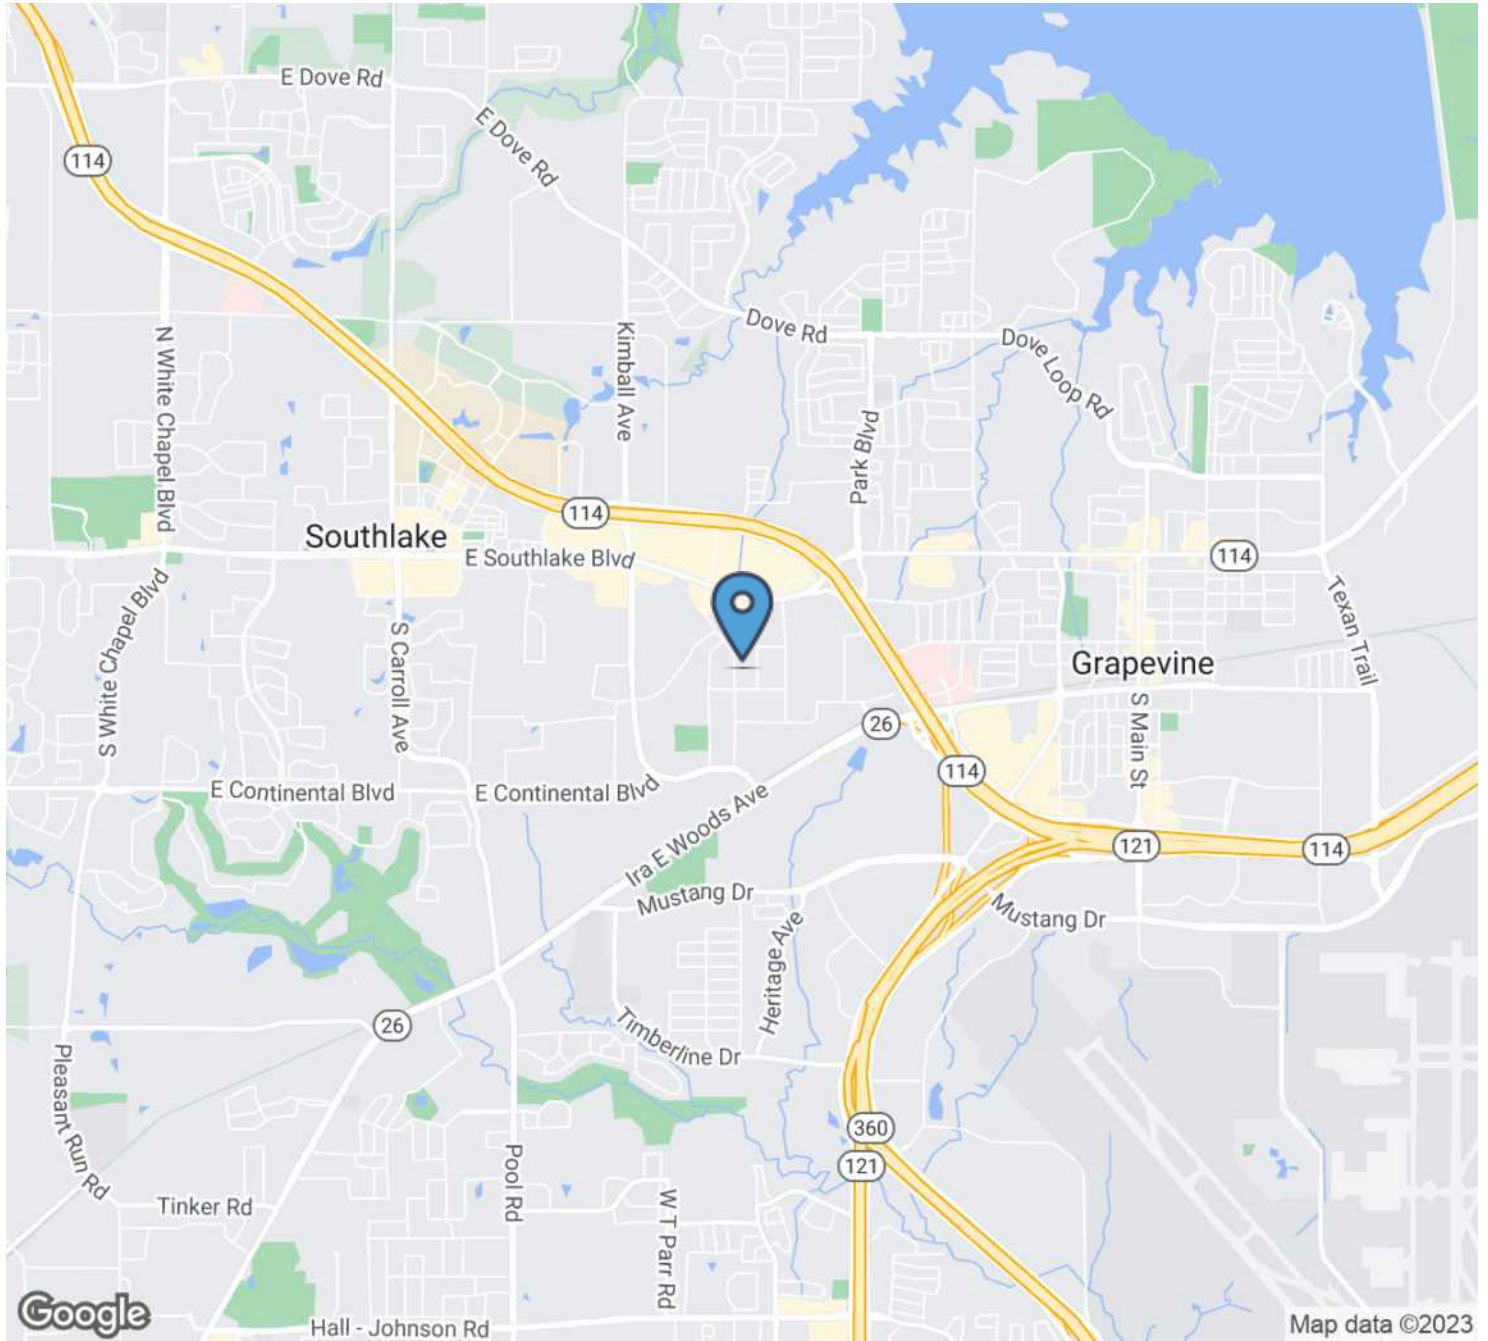 E Dove Rd
E Dove Rd
114
N White Chapel Blvd
Kimball Ave
Dove Rd
Dove Loop Rd
Park Blvd
114
Southlake
E Southlake Blvd
114
S White Chapel Blvd
S Carroll Ave
Texan Trail
Grapevine
26
S Main St
114
E Continental Blvd
E Continental Blvd
Ira E Woods Ave
121
114
Mustang Dr
Mustang Dr
Heritage Ave
26
Timberline Dr
Pleasant Run Rd
360
121
Pool Rd
W T Parr Rd
Tinker Rd
Google
Hall - Johnson Rd
Map data ©2023